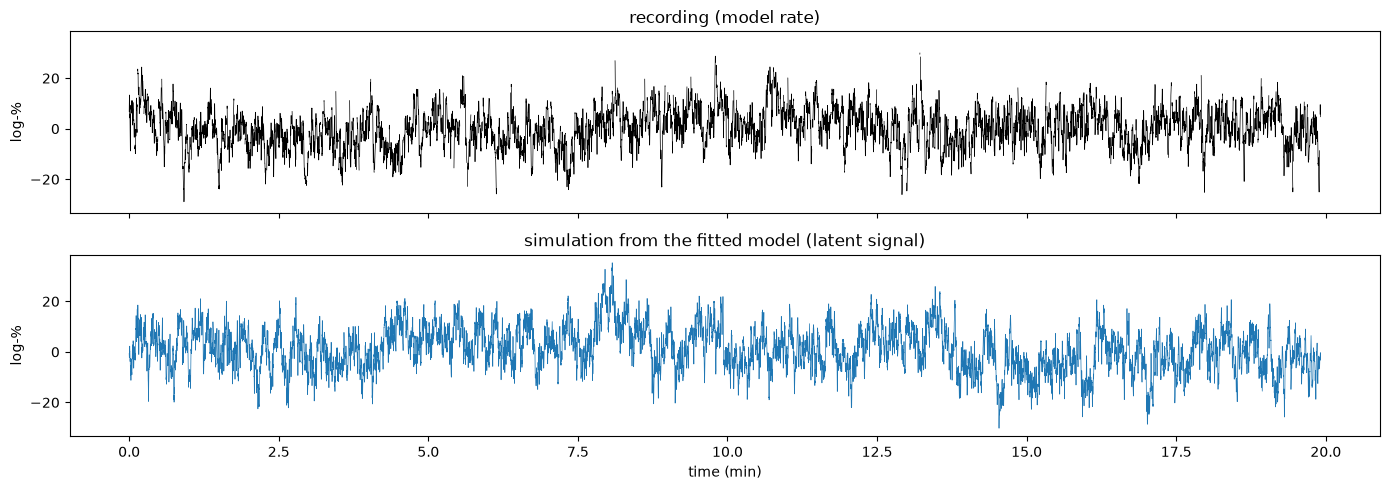 recording (model rate)
log-%
20
0
−20
simulation from the fitted model (latent signal)
log-%
20
0
−20
0.0 2.5 5.0 7.5 10.0 12.5 15.0 17.5 20.0
time (min)